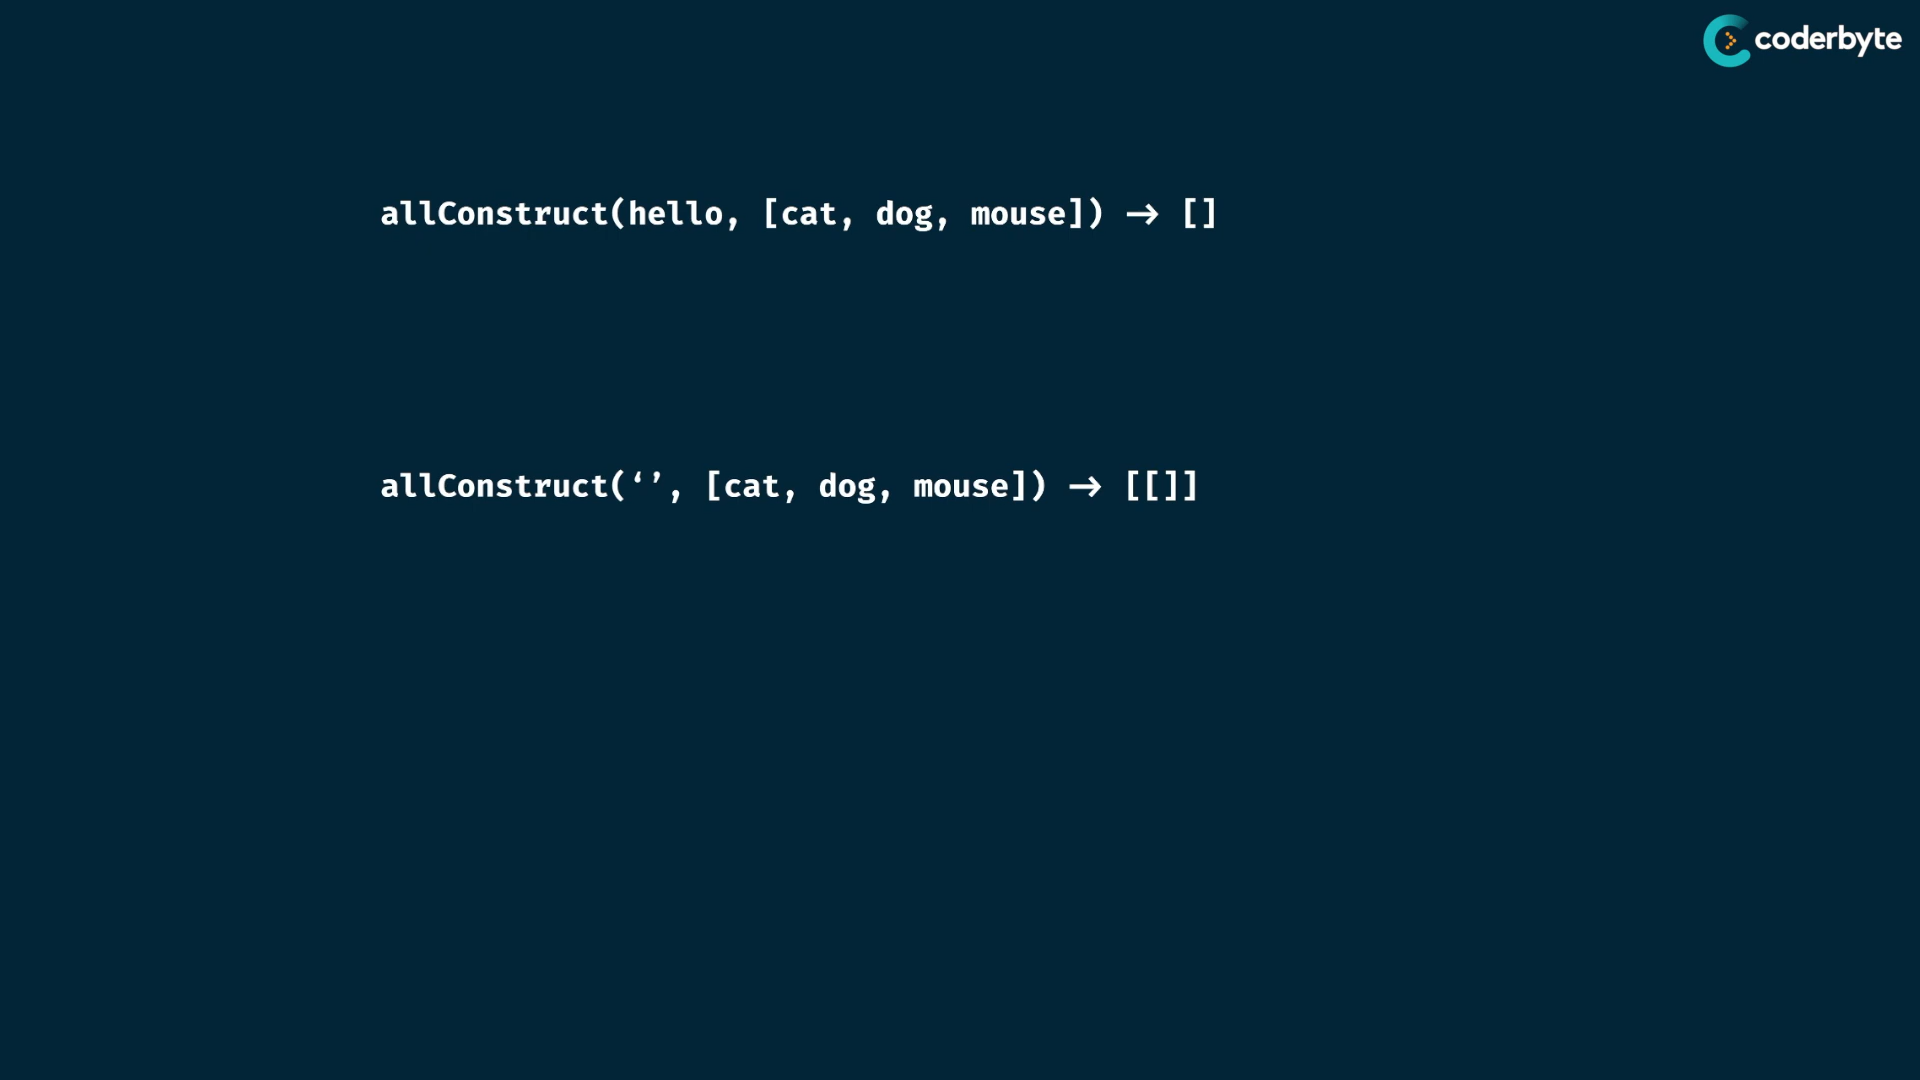 coderbyte
allConstruct(hello, [cat, dog, mouse]) → []
allConstruct(‘’, [cat, dog, mouse]) → [[]]